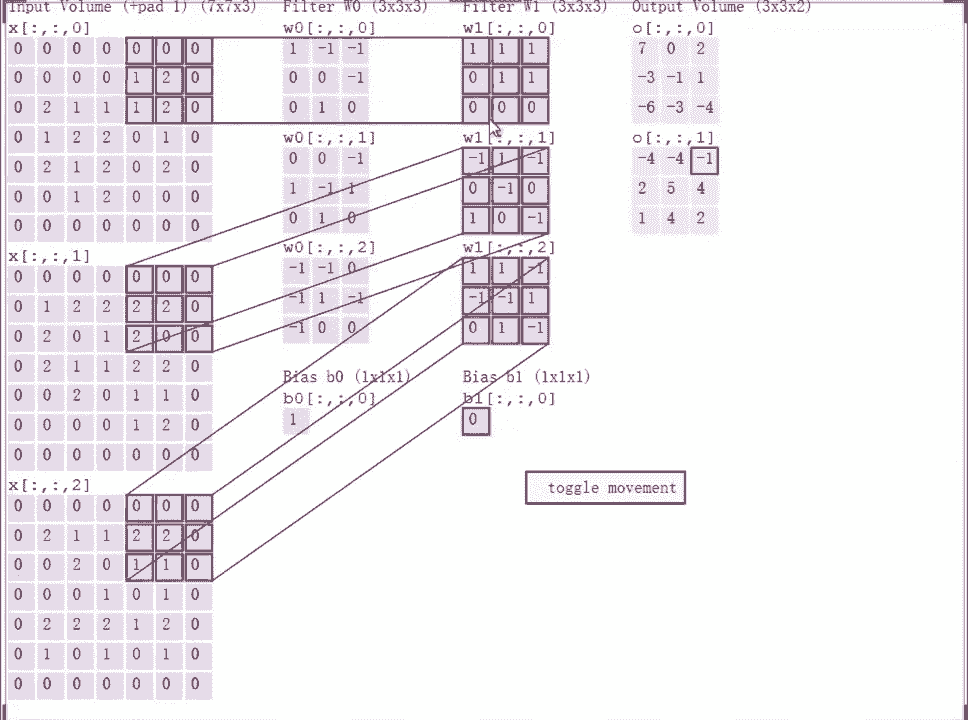 Input Volume (+pad 1) (7x7x3)
x[:,:,0]
0 0 0 0 0 0 0
0 0 0 0 1 2 0
0 2 1 1 1 2 0
0 1 2 2 0 1 0
0 2 1 2 0 2 0
0 0 1 2 0 0 0
0 0 0 0 0 0 0
x[:,:,1]
0 0 0 0 0 0 0
0 1 2 2 2 2 0
0 2 0 1 2 0 0
0 2 1 1 2 2 0
0 0 2 0 1 1 0
0 0 0 0 1 2 0
0 0 0 0 0 0 0
x[:,:,2]
0 0 0 0 0 0 0
0 2 1 1 2 2 0
0 0 2 0 1 1 0
0 0 0 1 0 1 0
0 2 2 2 1 2 0
0 1 0 1 0 1 0
0 0 0 0 0 0 0
Filter W0 (3x3x3)
w0[:,:,0]
1 -1 -1
0 0 -1
0 1 0
w0[:,:,1]
0 0 -1
1 -1 1
0 1 0
w0[:,:,2]
-1 -1 0
-1 1 -1
-1 0 0
Bias b0 (1x1x1)
b0[:,:,0]
1
Filter W1 (3x3x3)
w1[:,:,0]
1 1 1
0 1 1
0 0 0
w1[:,:,1]
-1 1 -1
0 -1 0
1 0 -1
w1[:,:,2]
1 1 -1
-1 -1 1
0 1 -1
Bias b1 (1x1x1)
b1[:,:,0]
0
Output Volume (3x3x2)
o[:,:,0]
7 0 2
-3 -1 1
-6 -3 -4
o[:,:,1]
-4 -4 -1
2 5 4
1 4 2
toggle movement